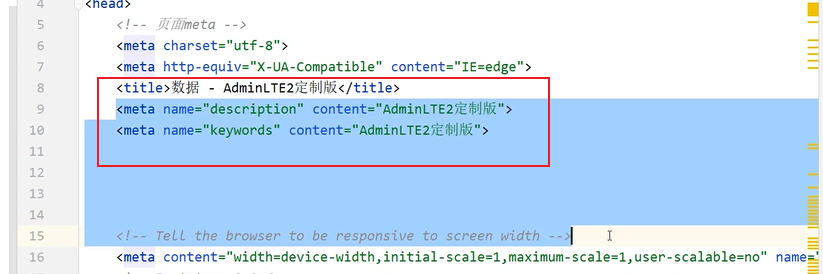 4 <head>
5 <!-- 页面meta -->
6 <meta charset="utf-8">
7 <meta http-equiv="X-UA-Compatible" content="IE=edge">
8 <title>数据 - AdminLTE2定制版</title>
9 <meta name="description" content="AdminLTE2定制版">
10 <meta name="keywords" content="AdminLTE2定制版">
11
12
13
14
15 <!-- Tell the browser to be responsive to screen width -->
16 <meta content="width=device-width,initial-scale=1,maximum-scale=1,user-scalable=no" name="